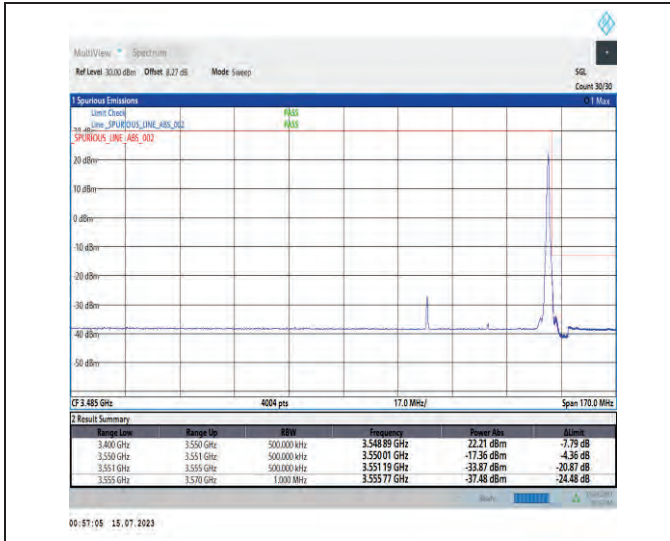 MultiView Spectrum
Ref Level 30.00 dBm Offset 8.27 dB Mode Sweep SGL
Count 30/30
1 Spurious Emissions 1 Max
Limit Check PASS
Line _SPURIOUS_LINE_ABS_002 PASS
_SPURIOUS_LINE_ABS_002
20 dBm
10 dBm
0 dBm
-10 dBm
-20 dBm
-30 dBm
-40 dBm
-50 dBm
CF 3.485 GHz 4004 pts 17.0 MHz/ Span 170.0 MHz
2 Result Summary
Range Low Range Up RBW Frequency Power Abs ΔLimit
3.400 GHz 3.550 GHz 500.000 kHz 3.548 89 GHz 22.21 dBm -7.79 dB
3.550 GHz 3.551 GHz 500.000 kHz 3.550 01 GHz -17.36 dBm -4.36 dB
3.551 GHz 3.555 GHz 500.000 kHz 3.551 19 GHz -33.87 dBm -20.87 dB
3.555 GHz 3.570 GHz 1.000 MHz 3.555 77 GHz -37.48 dBm -24.48 dB
00:57:05 15.07.2023